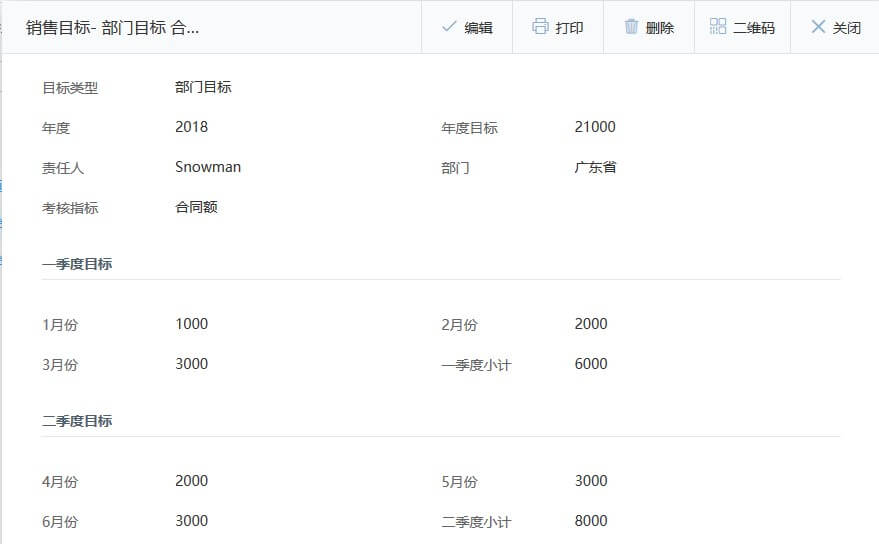 销售目标- 部门目标 合... 编辑 打印 删除 二维码 关闭
目标类型 部门目标
年度 2018 年度目标 21000
责任人 Snowman 部门 广东省
考核指标 合同额
一季度目标
1月份 1000 2月份 2000
3月份 3000 一季度小计 6000
二季度目标
4月份 2000 5月份 3000
6月份 3000 二季度小计 8000